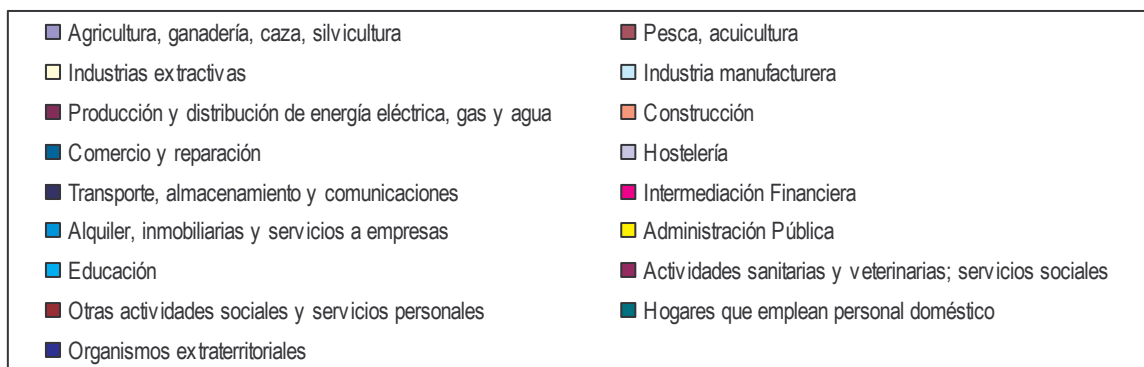 Agricultura, ganadería, caza, silvicultura
Pesca, acuicultura
Industrias extractivas
Industria manufacturera
Producción y distribución de energía eléctrica, gas y agua
Construcción
Comercio y reparación
Hostelería
Transporte, almacenamiento y comunicaciones
Intermediación Financiera
Alquiler, inmobiliarias y servicios a empresas
Administración Pública
Educación
Actividades sanitarias y veterinarias; servicios sociales
Otras actividades sociales y servicios personales
Hogares que emplean personal doméstico
Organismos extraterritoriales